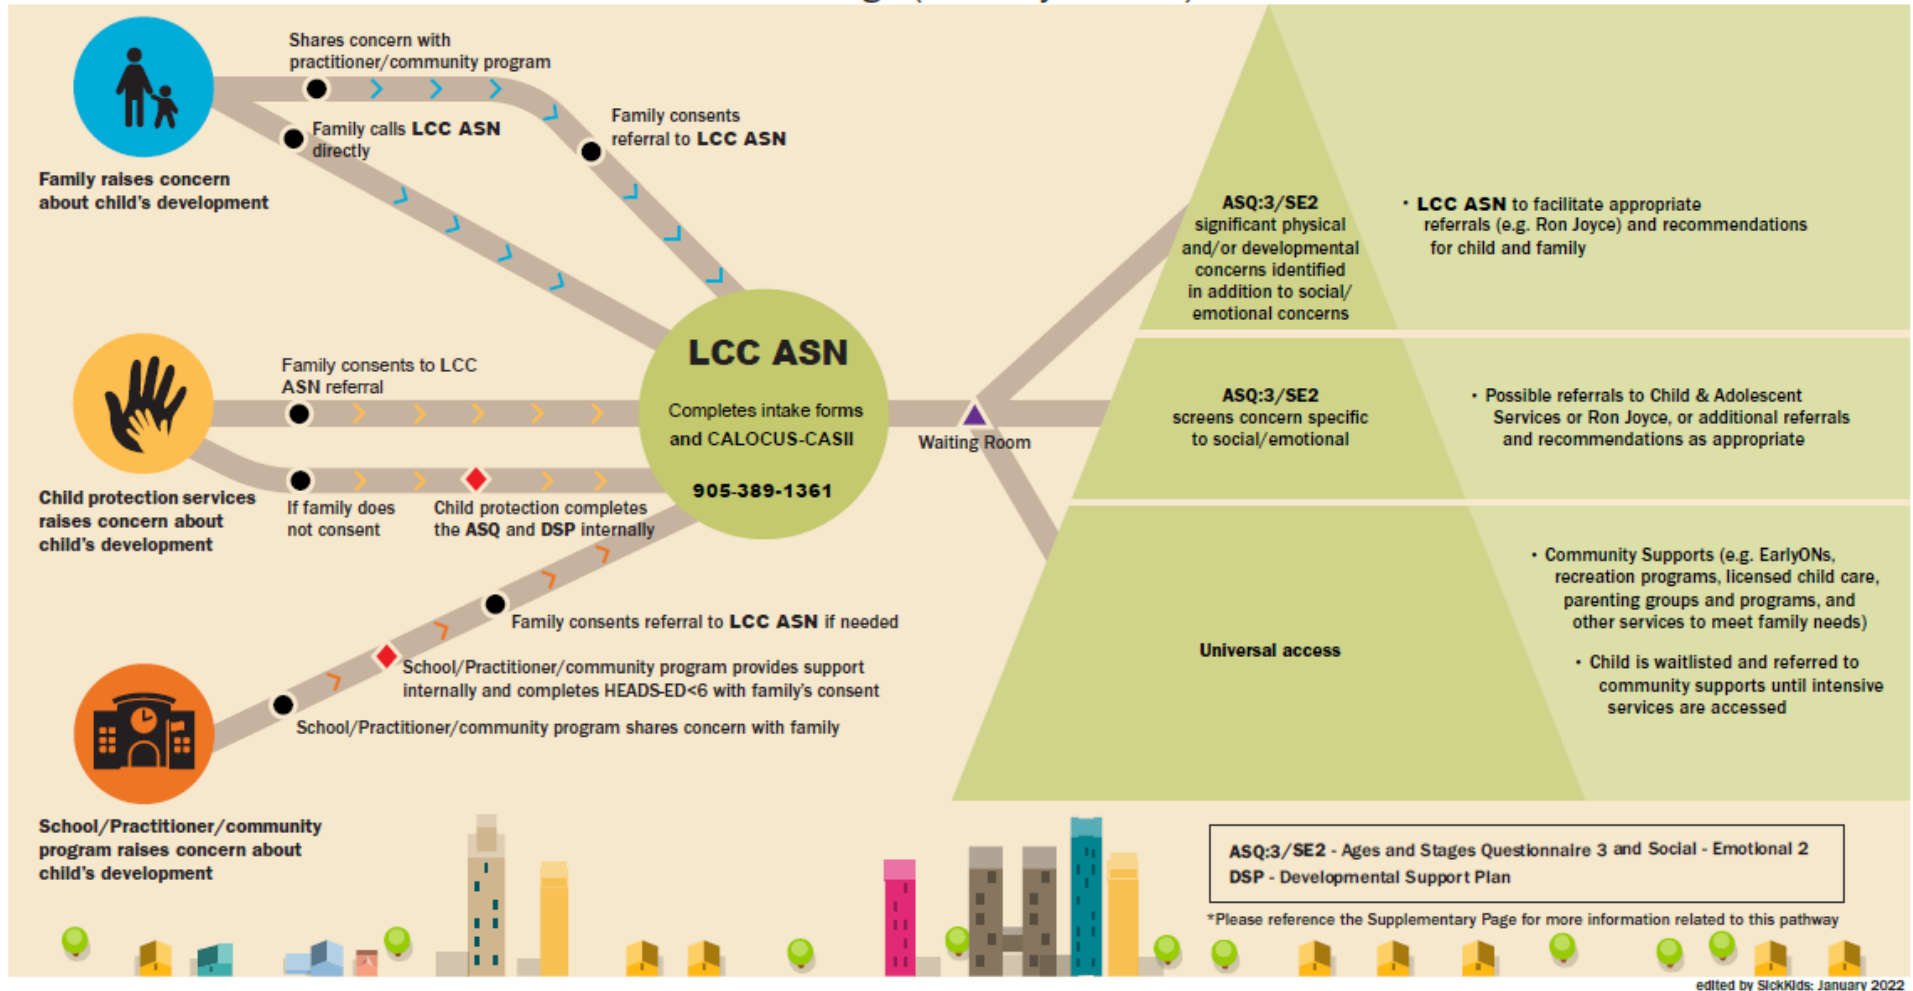 Shares concern with
practitioner/community program
Family calls LCC ASN
directly
Family consents
referral to LCC ASN
Family raises concern
about child's development
Family consents to LCC
ASN referral
Child protection services
raises concern about
child's development
If family does
not consent
Child protection completes
the ASQ and DSP internally
LCC ASN
Completes intake forms
and CALOCUS-CASII
905-389-1361
Waiting Room
Family consents referral to LCC ASN if needed
School/Practitioner/community program provides support
internally and completes HEADS-ED<6 with family's consent
School/Practitioner/community program shares concern with family
School/Practitioner/community
program raises concern about
child's development
ASQ:3/SE2
significant physical
and/or developmental
concerns identified
in addition to social/
emotional concerns
• LCC ASN to facilitate appropriate
referrals (e.g. Ron Joyce) and recommendations
for child and family
ASQ:3/SE2
screens concern specific
to social/emotional
• Possible referrals to Child & Adolescent
Services or Ron Joyce, or additional referrals
and recommendations as appropriate
Universal access
• Community Supports (e.g. EarlyONs,
recreation programs, licensed child care,
parenting groups and programs, and
other services to meet family needs)
• Child is waitlisted and referred to
community supports until intensive
services are accessed
ASQ:3/SE2 - Ages and Stages Questionnaire 3 and Social - Emotional 2
DSP - Developmental Support Plan
*Please reference the Supplementary Page for more information related to this pathway
edited by SickKids: January 2022